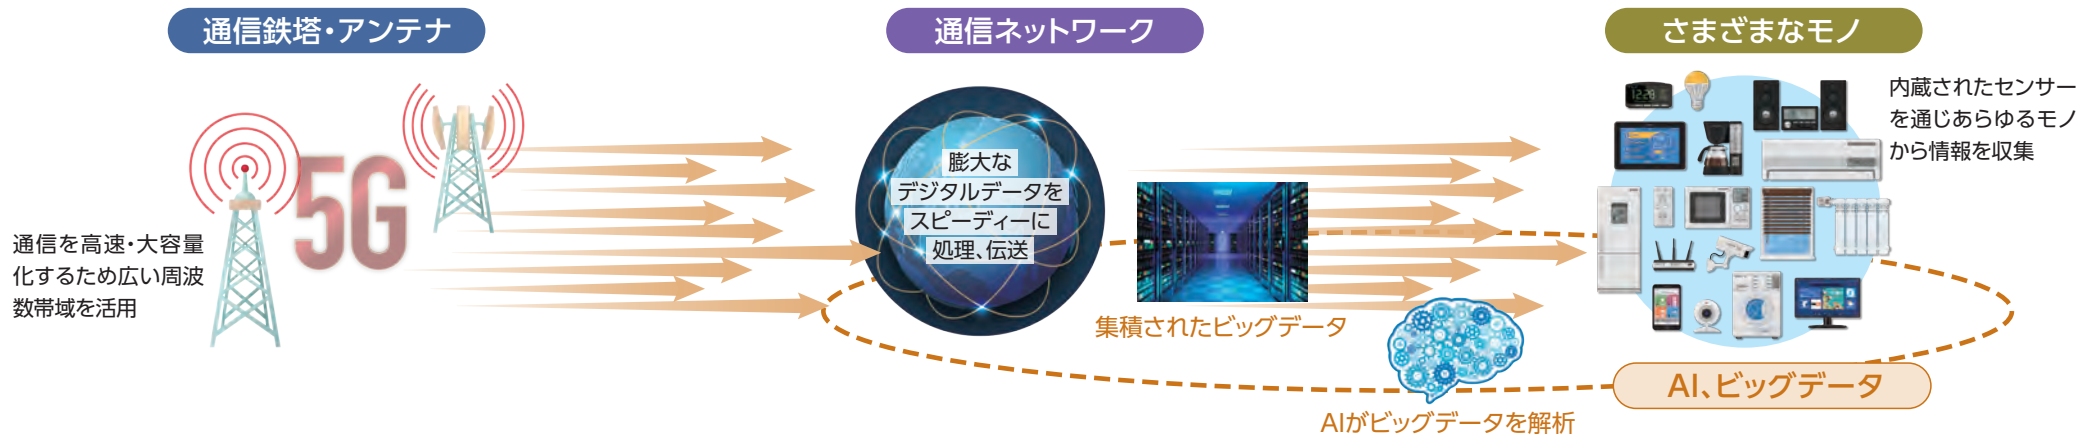 通信鉄塔・アンテナ
通信ネットワーク
さまざまなモノ
5G
通信を高速・大容量
化するため広い周波
数帯域を活用
膨大な
デジタルデータを
スピーディーに
処理、伝送
集積されたビッグデータ
AIがビッグデータを解析
12:28
内蔵されたセンサー
を通じあらゆるモノ
から情報を収集
AI、ビッグデータ